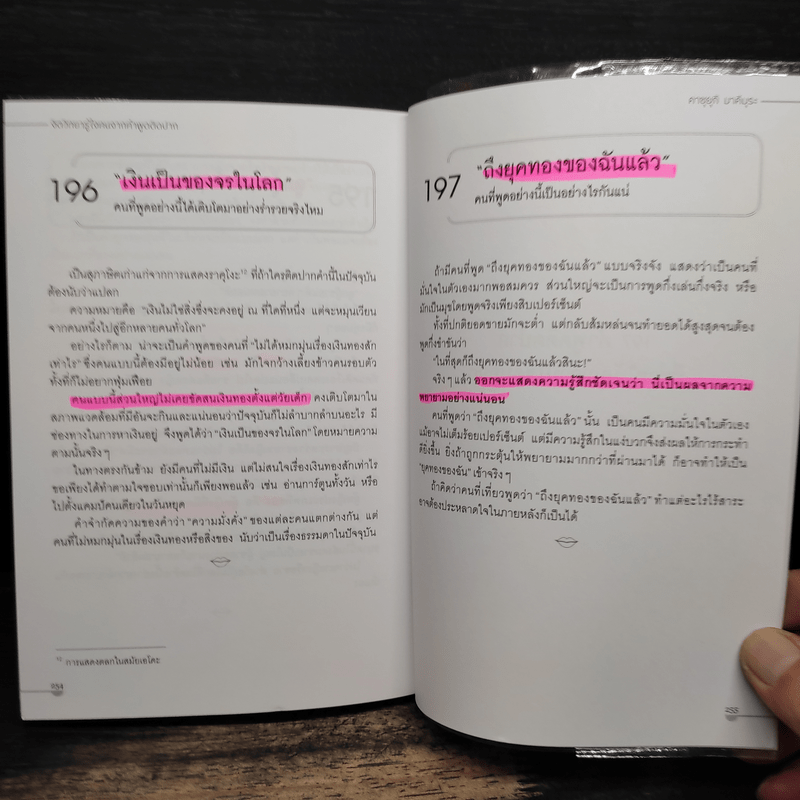 จิตวิทยารู้ใจคนจากคำพูดติดปาก
196
“เงินเป็นของจรในโลก”
คนที่พูดอย่างนี้ได้เติบโตมาอย่างร่ำรวยจริงไหม
เป็นสุภาษิตเก่าแก่จากการแสดงราคุโงะ¹⁰ ที่ถ้าใครติดปากคำนี้ในปัจจุบัน
ต้องนับว่าแปลก
ความหมายคือ “เงินไม่ใช่สิ่งซึ่งจะคงอยู่ ณ ที่ใดที่หนึ่ง แต่จะหมุนเวียน
จากคนหนึ่งไปสู่อีกหลายคนทั่วโลก”
อย่างไรก็ตาม น่าจะเป็นคำพูดของคนที่ “ไม่ได้หมกมุ่นเรื่องเงินทองสัก
เท่าไร” ซึ่งคนแบบนี้ต้องมีอยู่ไม่น้อย เช่น มักใจกว้างเลี้ยงข้าวคนรอบตัว
ทั้งที่ก็ไม่อยากฟุ่มเฟือย
คนแบบนี้ส่วนใหญ่ไม่เคยขัดสนเงินทองตั้งแต่วัยเด็ก คงเติบโตมาใน
สภาพแวดล้อมที่มีอันจะกินและแน่นอนว่าปัจจุบันก็ไม่ลำบากลำบนอะไร มี
ช่องทางในการหาเงินอยู่ จึงพูดได้ว่า “เงินเป็นของจรในโลก” โดยหมายความ
ตามนั้นจริงๆ
ในทางตรงกันข้าม ยังมีคนที่ไม่มีเงิน แต่ไม่สนใจเรื่องเงินทองสักเท่าไร
ขอเพียงได้ทำตามใจชอบเท่านั้นก็เพียงพอแล้ว เช่น อ่านการ์ตูนทั้งวัน หรือ
ไปตั้งแคมป์คนเดียวในวันหยุด
คำจำกัดความของคำว่า “ความมั่งคั่ง” ของแต่ละคนแตกต่างกัน แต่
คนที่ไม่หมกมุ่นในเรื่องเงินทองหรือสิ่งของ นับว่าเป็นเรื่องธรรมดาในปัจจุบัน
¹⁰ การแสดงตลกในสมัยเอโดะ
254
คาซุยูกิ
197
“ถึงยุคทองของฉันแล้ว”
คนที่พูดอย่างนี้เป็นอย่างไรกันแน่
ถ้ามีคนที่พูด “ถึงยุคทองของฉันแล้ว” แบบจริงจัง แสดงว่าเป็นคนที่
มั่นใจในตัวเองมากพอสมควร ส่วนใหญ่จะเป็นการพูดกึ่งเล่นกึ่งจริง หรือ
มักเป็นมุขโดยพูดจริงเพียงสิบเปอร์เซ็นต์
ทั้งที่ปกติยอดขายมักจะต่ำ แต่กลับส้มหล่นจนทำยอดได้สูงสุดจนต้อง
พูดกึ่งขำขันว่า
“ในที่สุดก็ถึงยุคทองของฉันแล้วสินะ!”
จริงๆ แล้ว ออกจะแสดงความรู้สึกชัดเจนว่า นี่เป็นผลจากความ
พยายามอย่างแน่นอน
คนที่พูดว่า “ถึงยุคทองของฉันแล้ว” นั้น เป็นคนมีความมั่นใจในตัวเอง
แม้อาจไม่เต็มร้อยเปอร์เซ็นต์ แต่มีความรู้สึกในแง่บวกจึงส่งผลให้การกระทำ
ดียิ่งขึ้น ยิ่งถ้าถูกกระตุ้นให้พยายามมากกว่าที่ผ่านมาได้ ก็อาจทำให้เป็น
“ยุคทองของฉัน” เข้าจริงๆ
ถ้าคิดว่าคนที่เที่ยวพูดว่า “ถึงยุคทองของฉันแล้ว” ทำแต่อะไรไร้สาระ
อาจต้องประหลาดใจในภายหลังก็เป็นได้
255